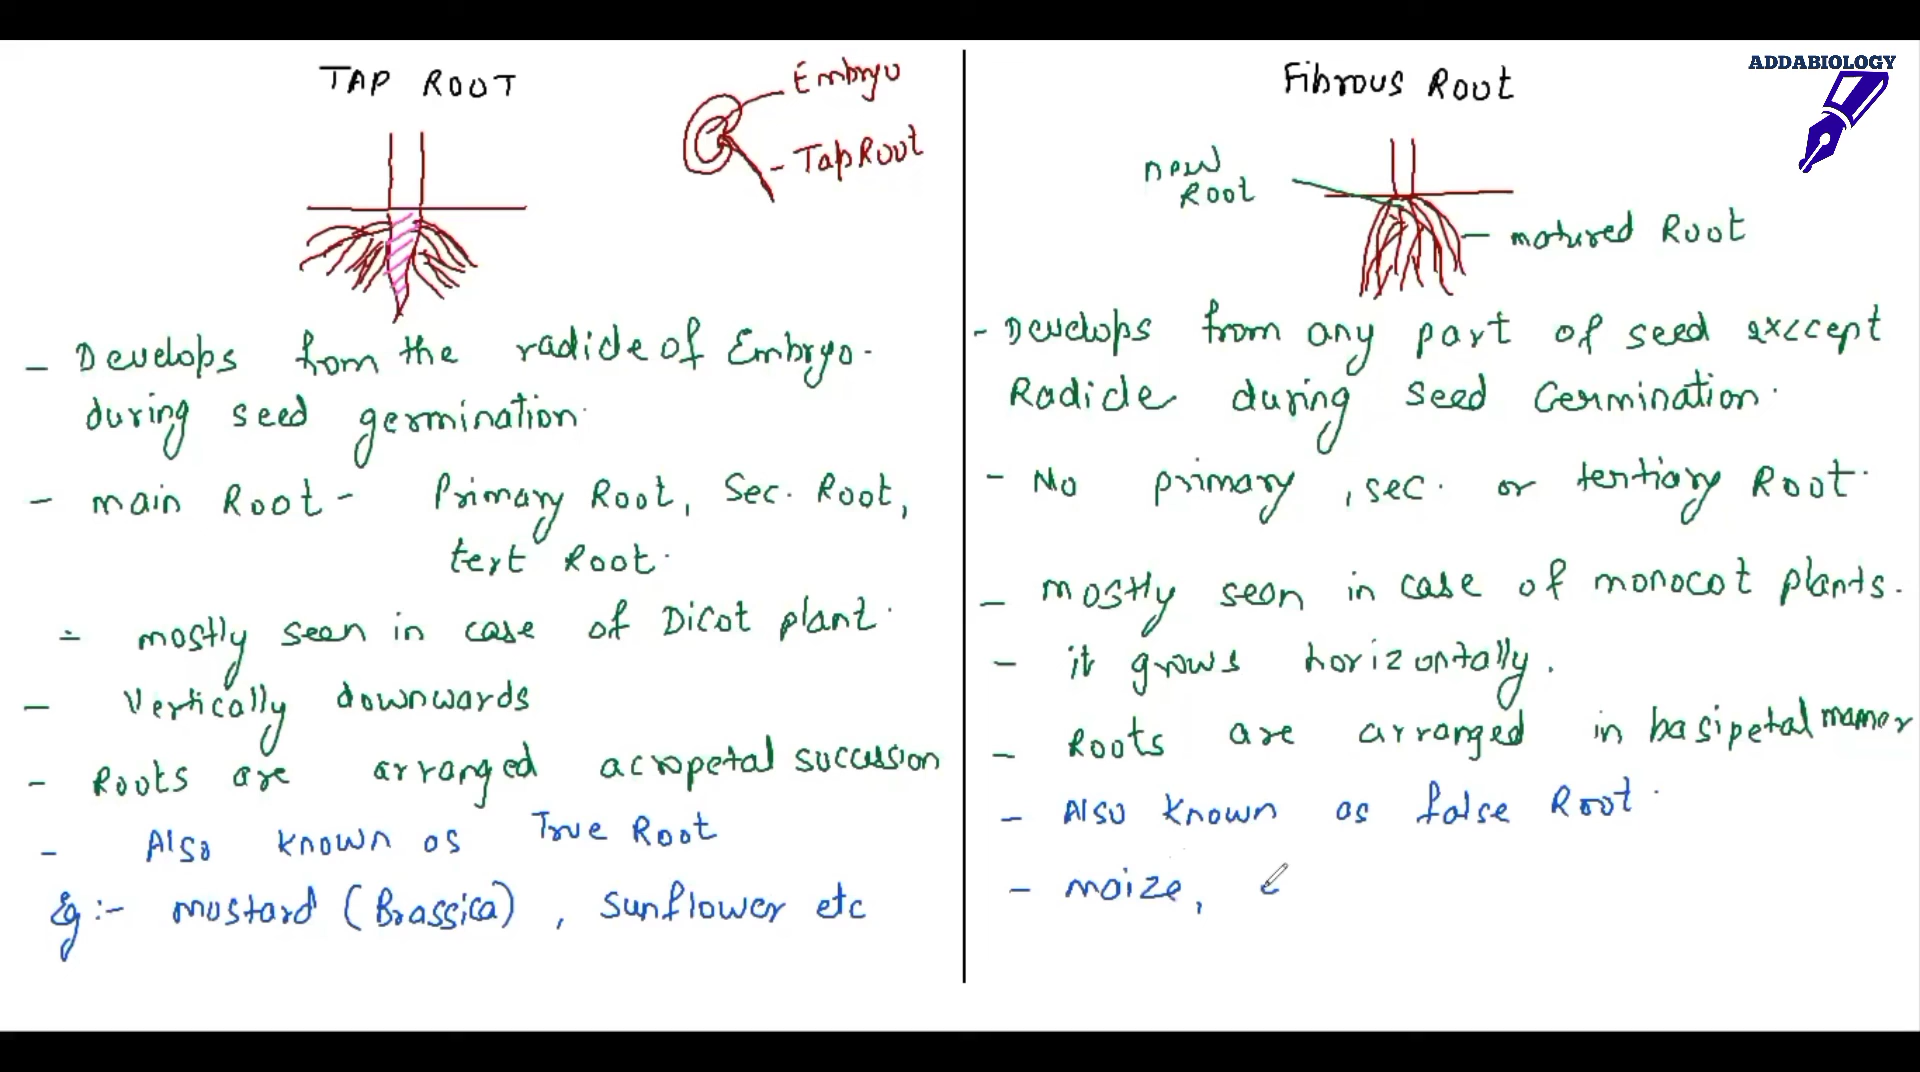 TAP ROOT
Embryo
- Tap Root
- Develops from the radicle of Embryo.
during seed germination.
- main Root - Primary Root, Sec. Root,
tert Root.
- mostly seen in case of Dicot plant.
- Vertically downwards
- Roots are arranged acropetal succession
- Also known as True Root
Eg :- mustard (Brassica), sunflower etc
Fibrous Root
ADDABIOLOGY
new
Root
- matured Root
- Develops from any part of seed exccept
Radicle during seed Germination.
- No primary, sec. or tertiary Root.
- mostly seen in case of monocot plants.
- it grows horizontally.
- Roots are arranged in basipetal manner
- Also known as false Root.
- maize,